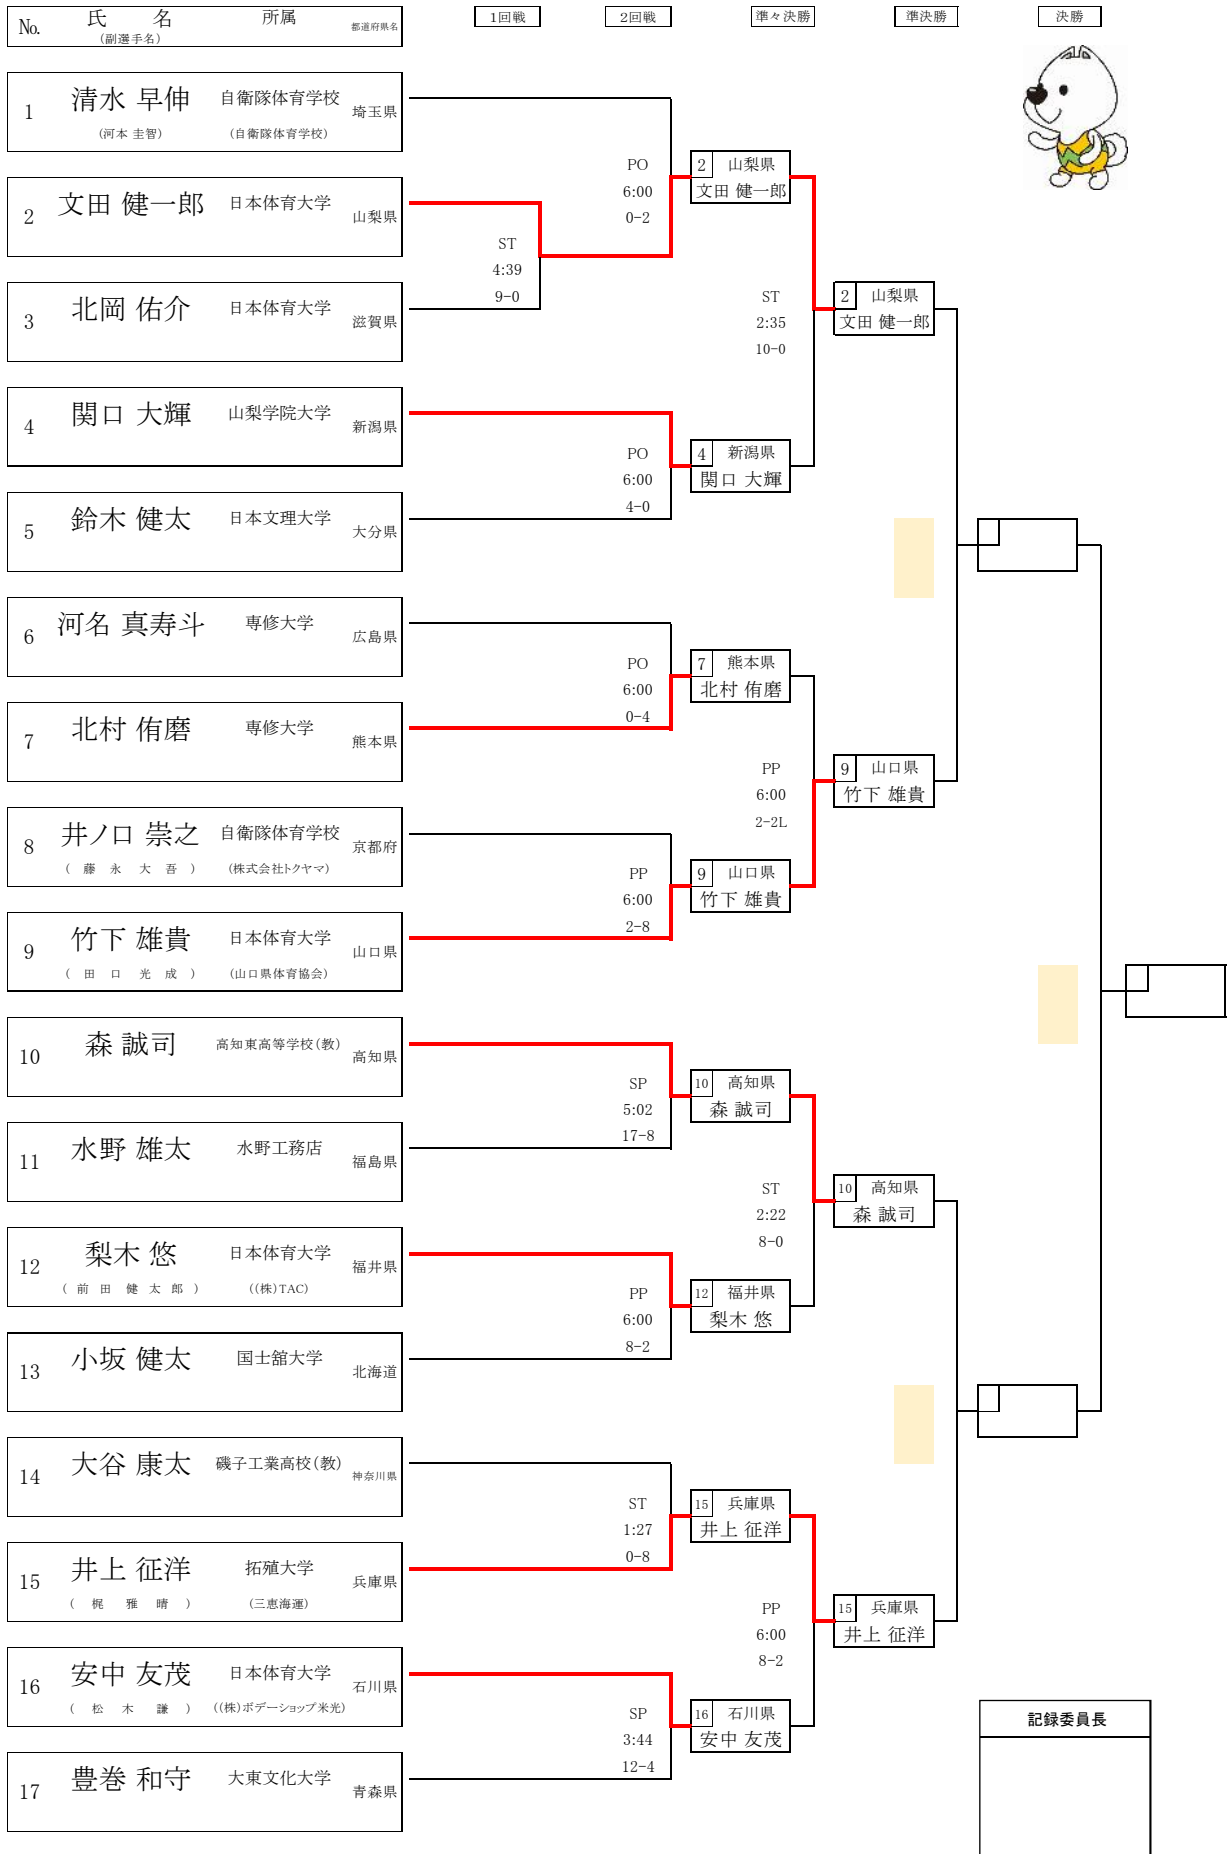 No. 氏 名 所属 都道府県名
(副選手名)
1回戦 2回戦 準々決勝 準決勝 決勝
1 清水 早伸 自衛隊体育学校 埼玉県
(河本 圭智) (自衛隊体育学校)
2 文田 健一郎 日本体育大学 山梨県
3 北岡 佑介 日本体育大学 滋賀県
4 関口 大輝 山梨学院大学 新潟県
5 鈴木 健太 日本文理大学 大分県
6 河名 真寿斗 専修大学 広島県
7 北村 侑磨 専修大学 熊本県
8 井ノ口 崇之 自衛隊体育学校 京都府
( 藤 永 大 吾 ) (株式会社トクヤマ)
9 竹下 雄貴 日本体育大学 山口県
( 田 口 光 成 ) (山口県体育協会)
10 森 誠司 高知東高等学校(教) 高知県
11 水野 雄太 水野工務店 福島県
12 梨木 悠 日本体育大学 福井県
( 前 田 健 太 郎 ) ((株)TAC)
13 小坂 健太 国士舘大学 北海道
14 大谷 康太 磯子工業高校(教) 神奈川県
15 井上 征洋 拓殖大学 兵庫県
( 梶 雅 晴 ) (三恵海運)
16 安中 友茂 日本体育大学 石川県
( 松 木 謙 ) ((株)ボデーショップ米光)
17 豊巻 和守 大東文化大学 青森県
ST
4:39
9-0
PO
6:00
0-2
PO
6:00
4-0
PO
6:00
0-4
PP
6:00
2-8
SP
5:02
17-8
PP
6:00
8-2
ST
1:27
0-8
SP
3:44
12-4
2 山梨県
文田 健一郎
4 新潟県
関口 大輝
7 熊本県
北村 侑磨
9 山口県
竹下 雄貴
10 高知県
森 誠司
12 福井県
梨木 悠
15 兵庫県
井上 征洋
16 石川県
安中 友茂
ST
2:35
10-0
PP
6:00
2-2L
ST
2:22
8-0
PP
6:00
8-2
2 山梨県
文田 健一郎
9 山口県
竹下 雄貴
10 高知県
森 誠司
15 兵庫県
井上 征洋
記録委員長